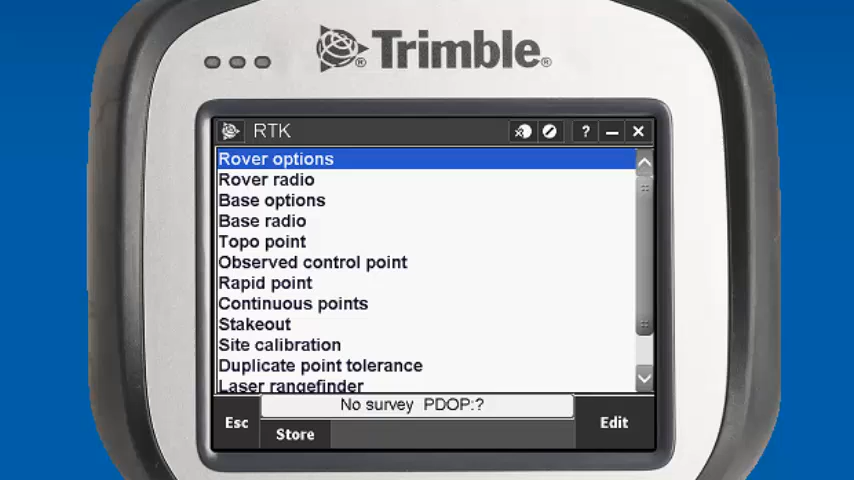 Trimble
RTK
?
Rover options
Rover radio
Base options
Base radio
Topo point
Observed control point
Rapid point
Continuous points
Stakeout
Site calibration
Duplicate point tolerance
Laser rangefinder
No survey PDOP:?
Esc
Edit
Store